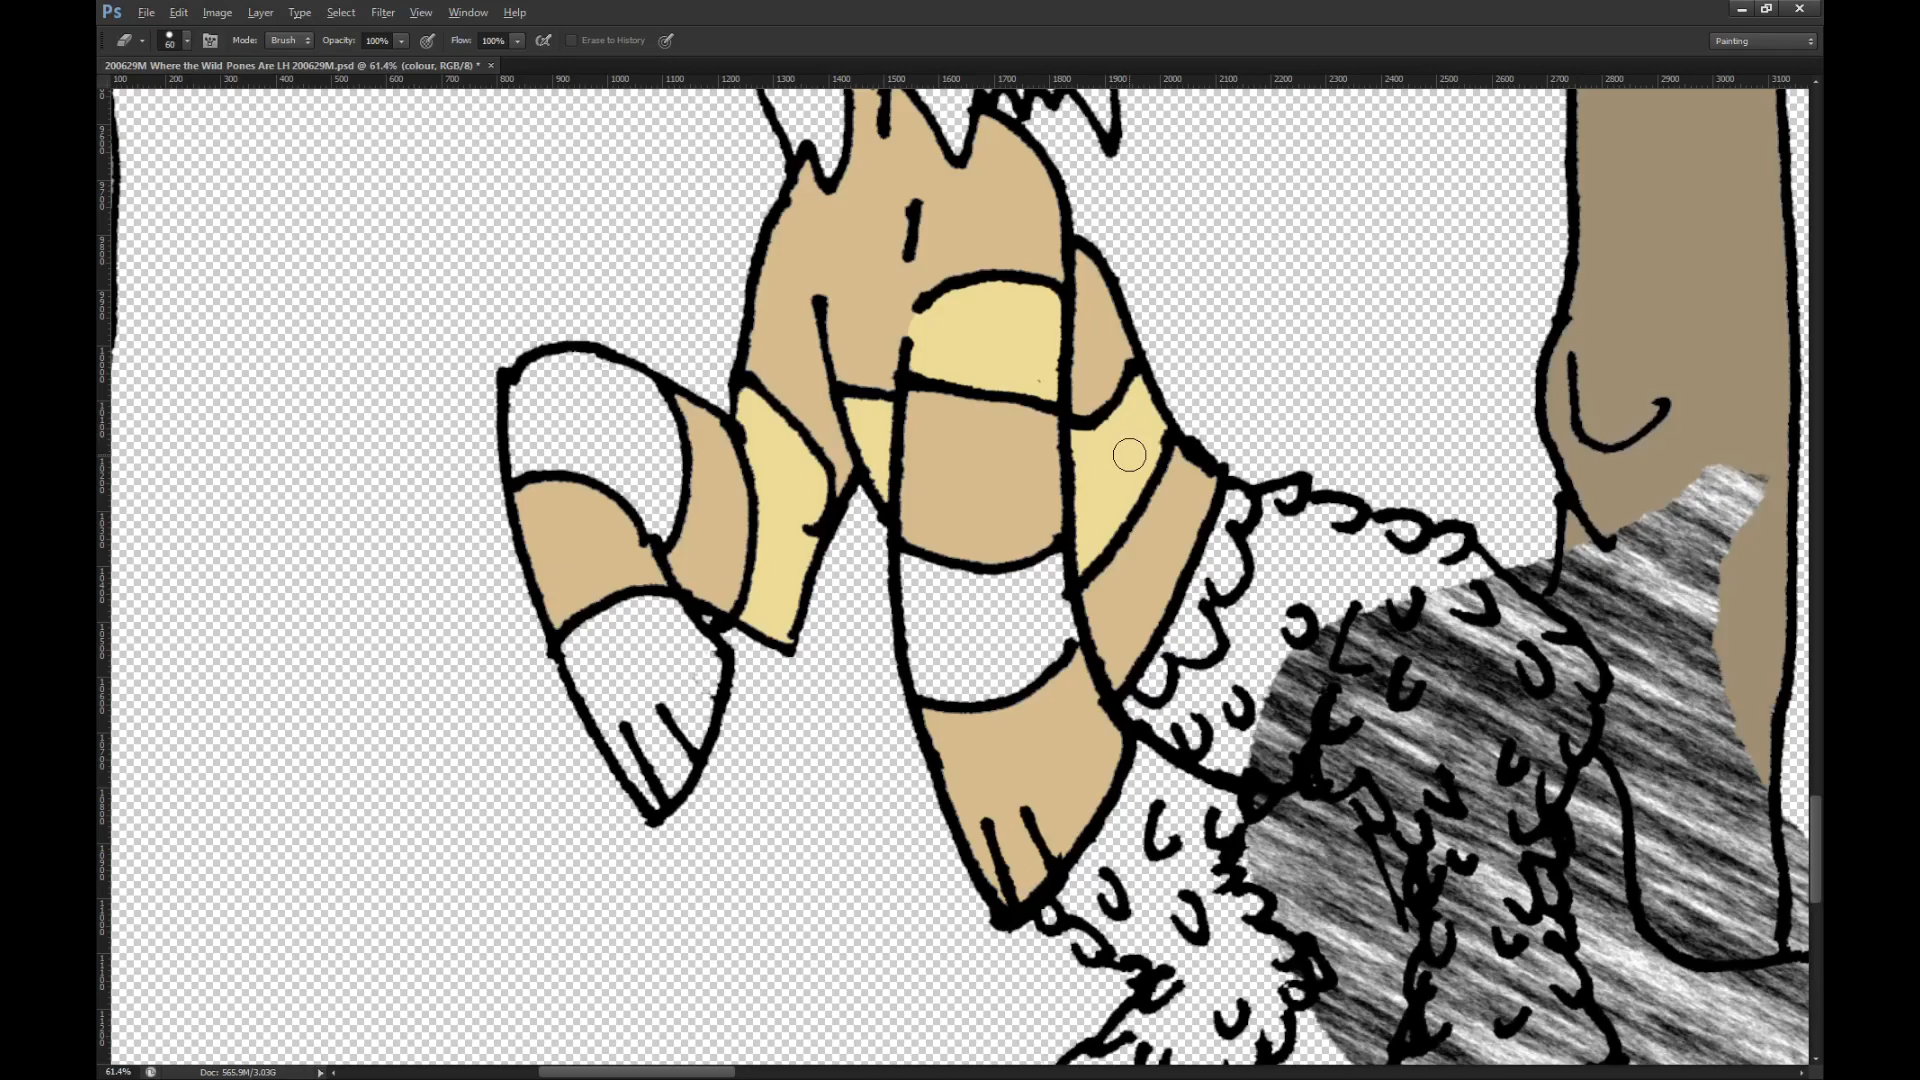 Ps File Edit Image Layer Type Select Filter View Window Help
60 Mode: Brush Opacity: 100% Flow: 100% Erase to History Painting
200629M Where the Wild Pones Are LH 200629M.psd @ 61.4% (colour, RGB/8) * ×
100 200 300 400 500 600 700 800 900 1000 1100 1200 1300 1400 1500 1600 1700 1800 1900 2000 2100 2200 2300 2400 2500 2600 2700 2800 2900 3000 3100
61.4% Doc: 565.9M/3.03G